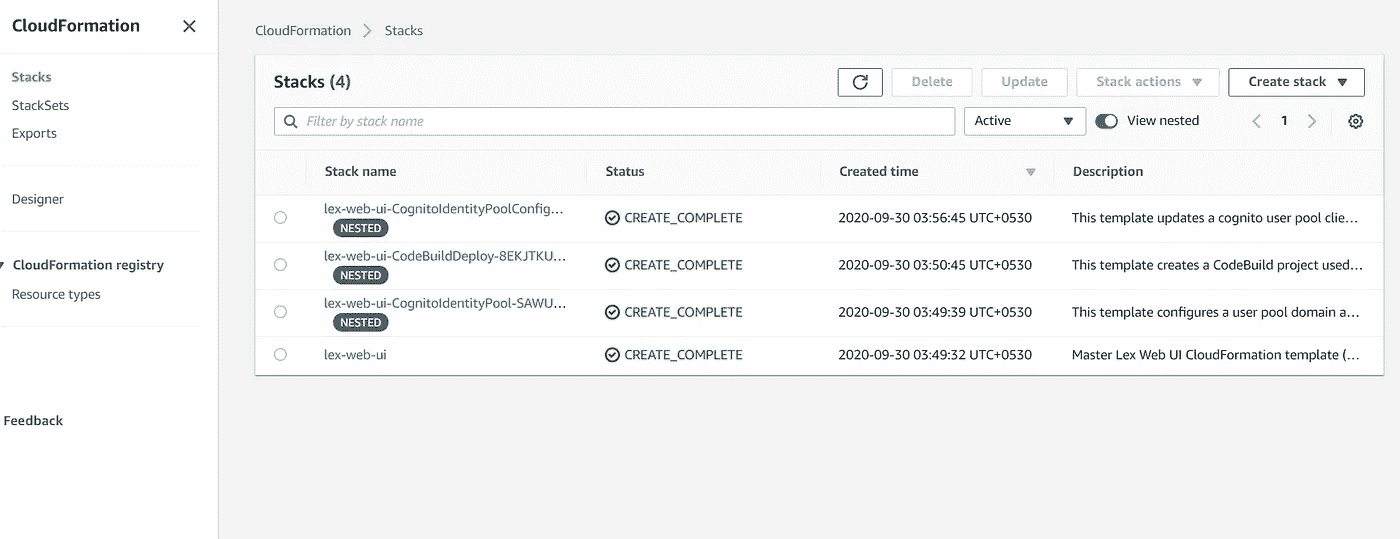 CloudFormation
Stacks
StackSets
Exports
Designer
CloudFormation registry
Resource types
Feedback
CloudFormation > Stacks
Stacks (4)
Delete
Update
Stack actions
Create stack
Filter by stack name
Active
View nested
1
Stack name Status Created time Description
lex-web-ui-CognitoIdentityPoolConfig...
NESTED
CREATE_COMPLETE 2020-09-30 03:56:45 UTC+0530 This template updates a cognito user pool clie...
lex-web-ui-CodeBuildDeploy-8EKJTKU...
NESTED
CREATE_COMPLETE 2020-09-30 03:50:45 UTC+0530 This template creates a CodeBuild project used...
lex-web-ui-CognitoIdentityPool-SAWU...
NESTED
CREATE_COMPLETE 2020-09-30 03:49:39 UTC+0530 This template configures a user pool domain a...
lex-web-ui CREATE_COMPLETE 2020-09-30 03:49:32 UTC+0530 Master Lex Web UI CloudFormation template (...